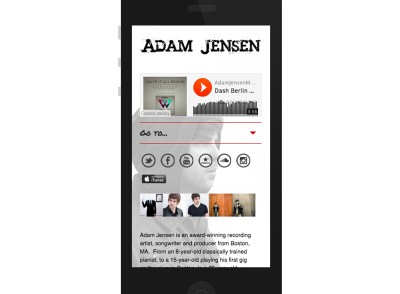 ADAM JENSEN
AdamJensenM...
Dash Berlin ...
Cookie policy
Go to...
You
iTunes
Adam Jensen is an award-winning recording
artist, songwriter and producer from Boston,
MA. From an 8-year-old classically trained
pianist, to a 15-year-old playing his first gig